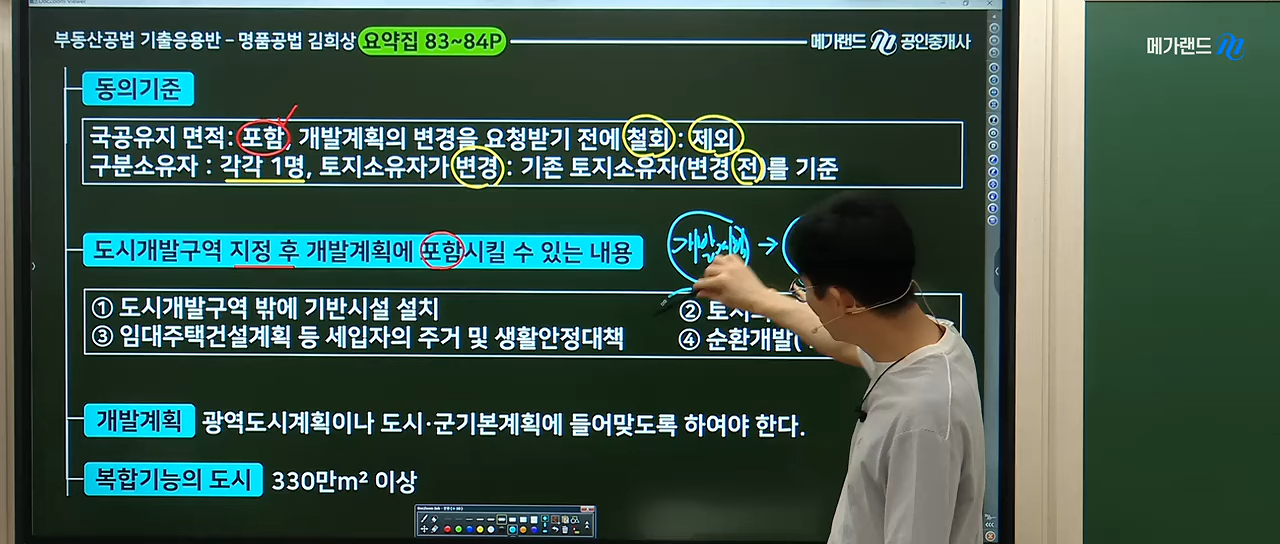 부동산공법 기출응용반 - 명품공법 김희상 요약집 83~84P
메가랜드 공인중개사
메가랜드
동의기준
국공유지 면적: 포함, 개발계획의 변경을 요청받기 전에 철회 : 제외
구분소유자 : 각각 1명, 토지소유자가 변경 : 기존 토지소유자(변경 전)를 기준
도시개발구역 지정 후 개발계획에 포함시킬 수 있는 내용
개발계획 →
① 도시개발구역 밖에 기반시설 설치
②
③ 임대주택건설계획 등 세입자의 주거 및 생활안정대책
④ 순환개발(
개발계획 광역도시계획이나 도시·군기본계획에 들어맞도록 하여야 한다.
복합기능의 도시 330만m² 이상